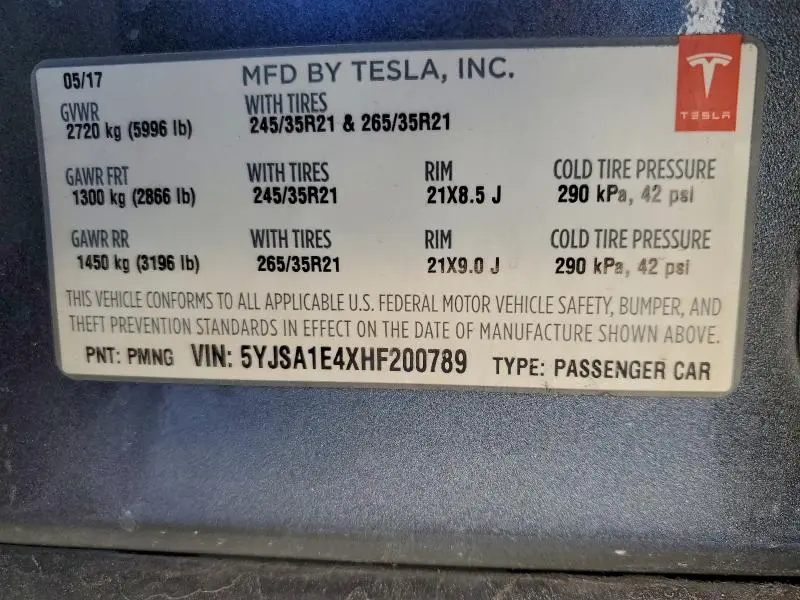 05/17 MFD BY TESLA, INC.
TESLA
GVWR WITH TIRES
2720 kg (5996 lb) 245/35R21 & 265/35R21
GAWR FRT WITH TIRES RIM COLD TIRE PRESSURE
1300 kg (2866 lb) 245/35R21 21X8.5 J 290 kPa, 42 psi
GAWR RR WITH TIRES RIM COLD TIRE PRESSURE
1450 kg (3196 lb) 265/35R21 21X9.0 J 290 kPa, 42 psi
THIS VEHICLE CONFORMS TO ALL APPLICABLE U.S. FEDERAL MOTOR VEHICLE SAFETY, BUMPER, AND
THEFT PREVENTION STANDARDS IN EFFECT ON THE DATE OF MANUFACTURE SHOWN ABOVE.
PNT: PMNG VIN: 5YJSA1E4XHF200789 TYPE: PASSENGER CAR